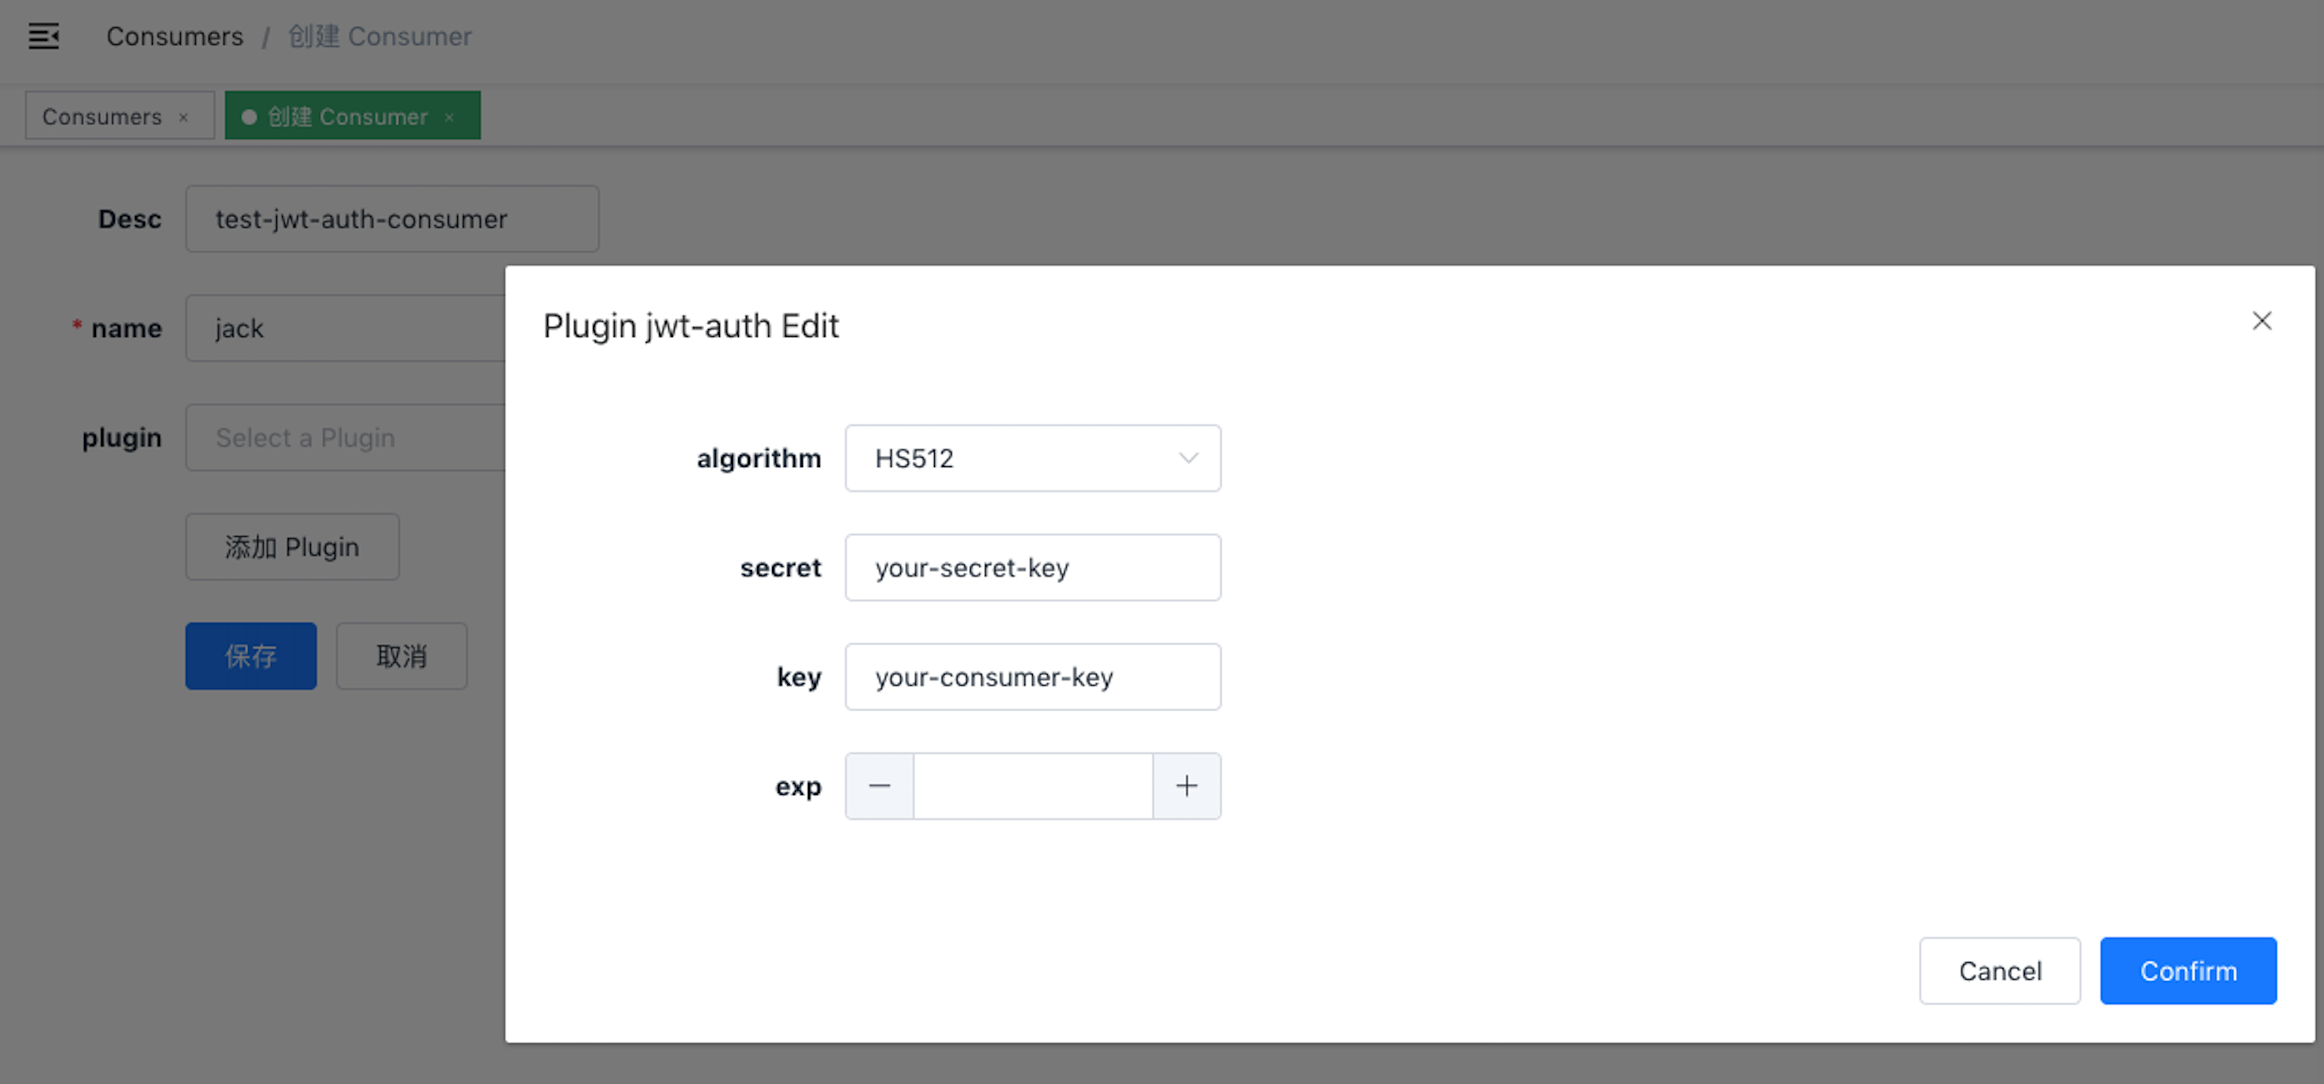 Consumers / 创建 Consumer
Consumers × 创建 Consumer ×
Desc test-jwt-auth-consumer
* name jack
plugin Select a Plugin
添加 Plugin
保存 取消
Plugin jwt-auth Edit
algorithm HS512
secret your-secret-key
key your-consumer-key
exp
Cancel Confirm